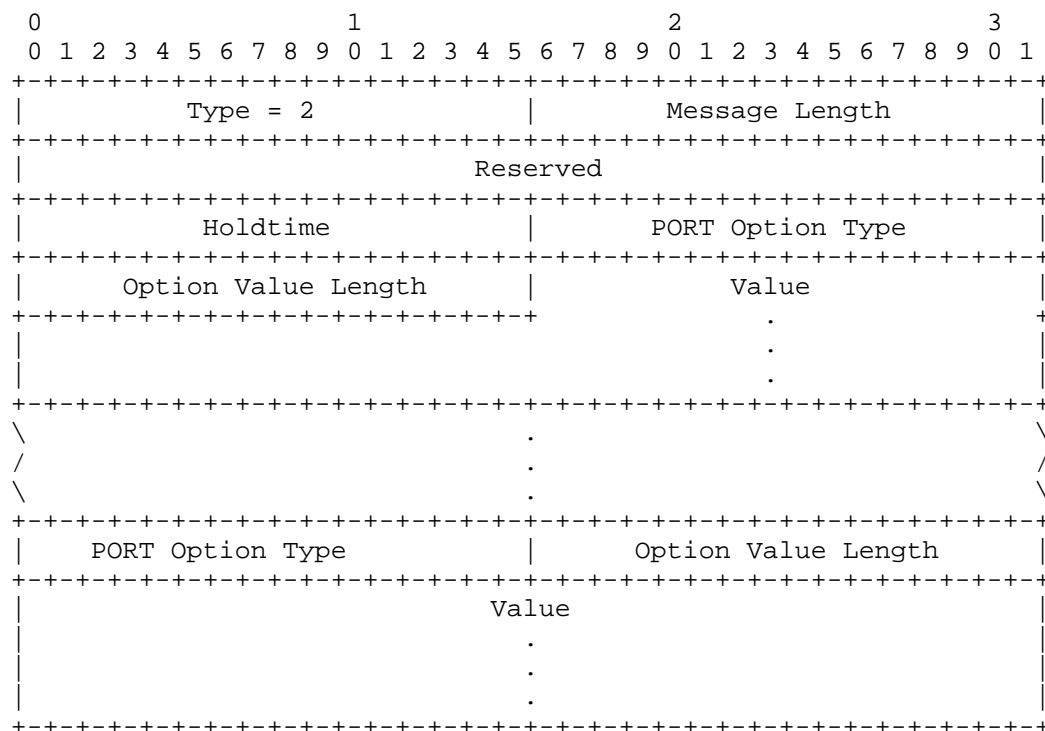 0                   1                   2                   3
0 1 2 3 4 5 6 7 8 9 0 1 2 3 4 5 6 7 8 9 0 1 2 3 4 5 6 7 8 9 0 1
+-+-+-+-+-+-+-+-+-+-+-+-+-+-+-+-+-+-+-+-+-+-+-+-+-+-+-+-+-+-+-+-+
|          Type = 2             |        Message Length         |
+-+-+-+-+-+-+-+-+-+-+-+-+-+-+-+-+-+-+-+-+-+-+-+-+-+-+-+-+-+-+-+-+
|                            Reserved                           |
+-+-+-+-+-+-+-+-+-+-+-+-+-+-+-+-+-+-+-+-+-+-+-+-+-+-+-+-+-+-+-+-+
|           Holdtime            |       PORT Option Type        |
+-+-+-+-+-+-+-+-+-+-+-+-+-+-+-+-+-+-+-+-+-+-+-+-+-+-+-+-+-+-+-+-+
|      Option Value Length      |            Value              |
+-+-+-+-+-+-+-+-+-+-+-+-+-+-+-+-+              .                +
|                                              .                |
|                                              .                |
+-+-+-+-+-+-+-+-+-+-+-+-+-+-+-+-+-+-+-+-+-+-+-+-+-+-+-+-+-+-+-+-+
\                               .                               \
/                               .                               /
\                               .                               \
+-+-+-+-+-+-+-+-+-+-+-+-+-+-+-+-+-+-+-+-+-+-+-+-+-+-+-+-+-+-+-+-+
|    PORT Option Type           |      Option Value Length      |
+-+-+-+-+-+-+-+-+-+-+-+-+-+-+-+-+-+-+-+-+-+-+-+-+-+-+-+-+-+-+-+-+
|                             Value                             |
|                               .                               |
|                               .                               |
|                               .                               |
+-+-+-+-+-+-+-+-+-+-+-+-+-+-+-+-+-+-+-+-+-+-+-+-+-+-+-+-+-+-+-+-+